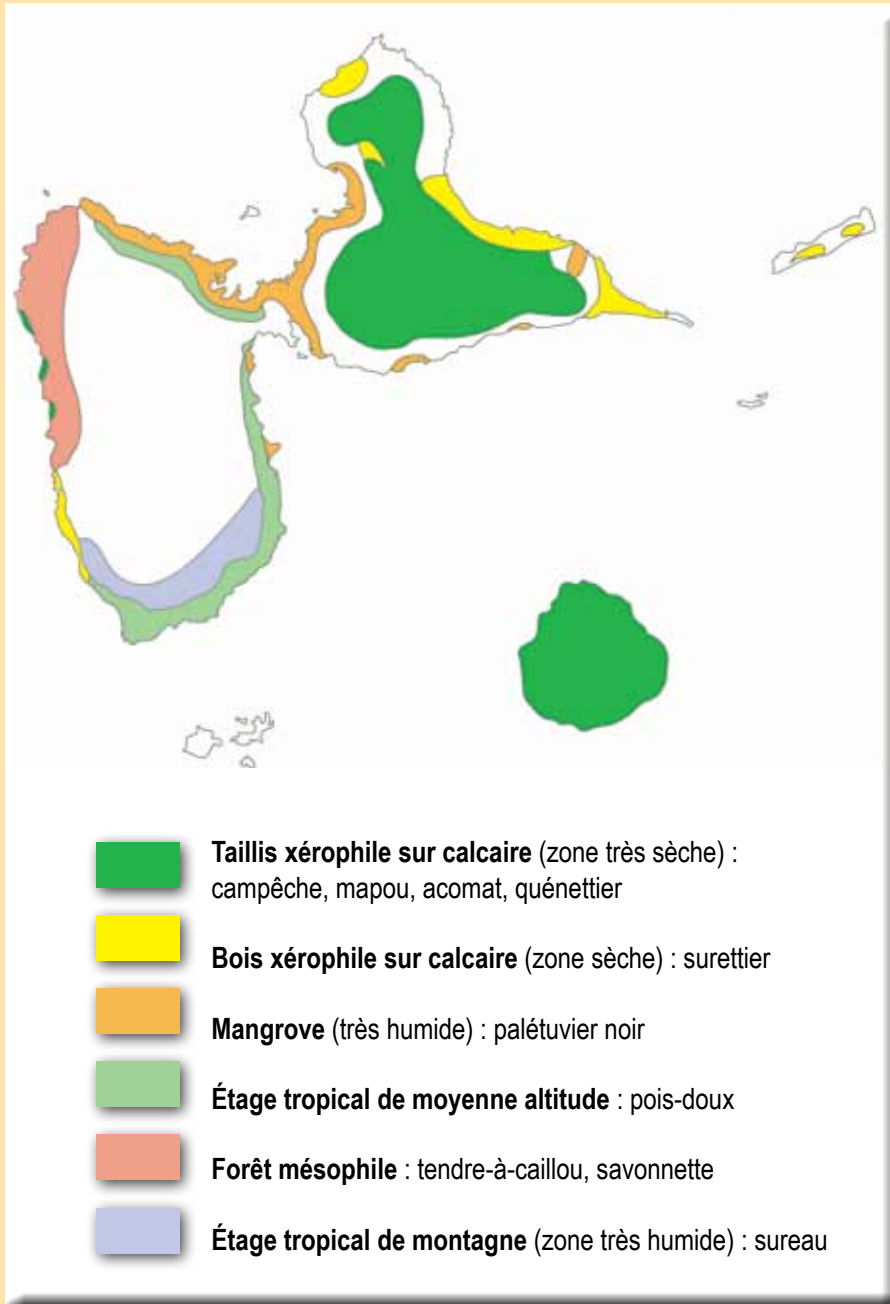 Taillis xérophile sur calcaire (zone très sèche) :
campêche, mapou, acomat, quénettier
Bois xérophile sur calcaire (zone sèche) : surettier
Mangrove (très humide) : palétuvier noir
Étage tropical de moyenne altitude : pois-doux
Forêt mésophile : tendre-à-caillou, savonnette
Étage tropical de montagne (zone très humide) : sureau